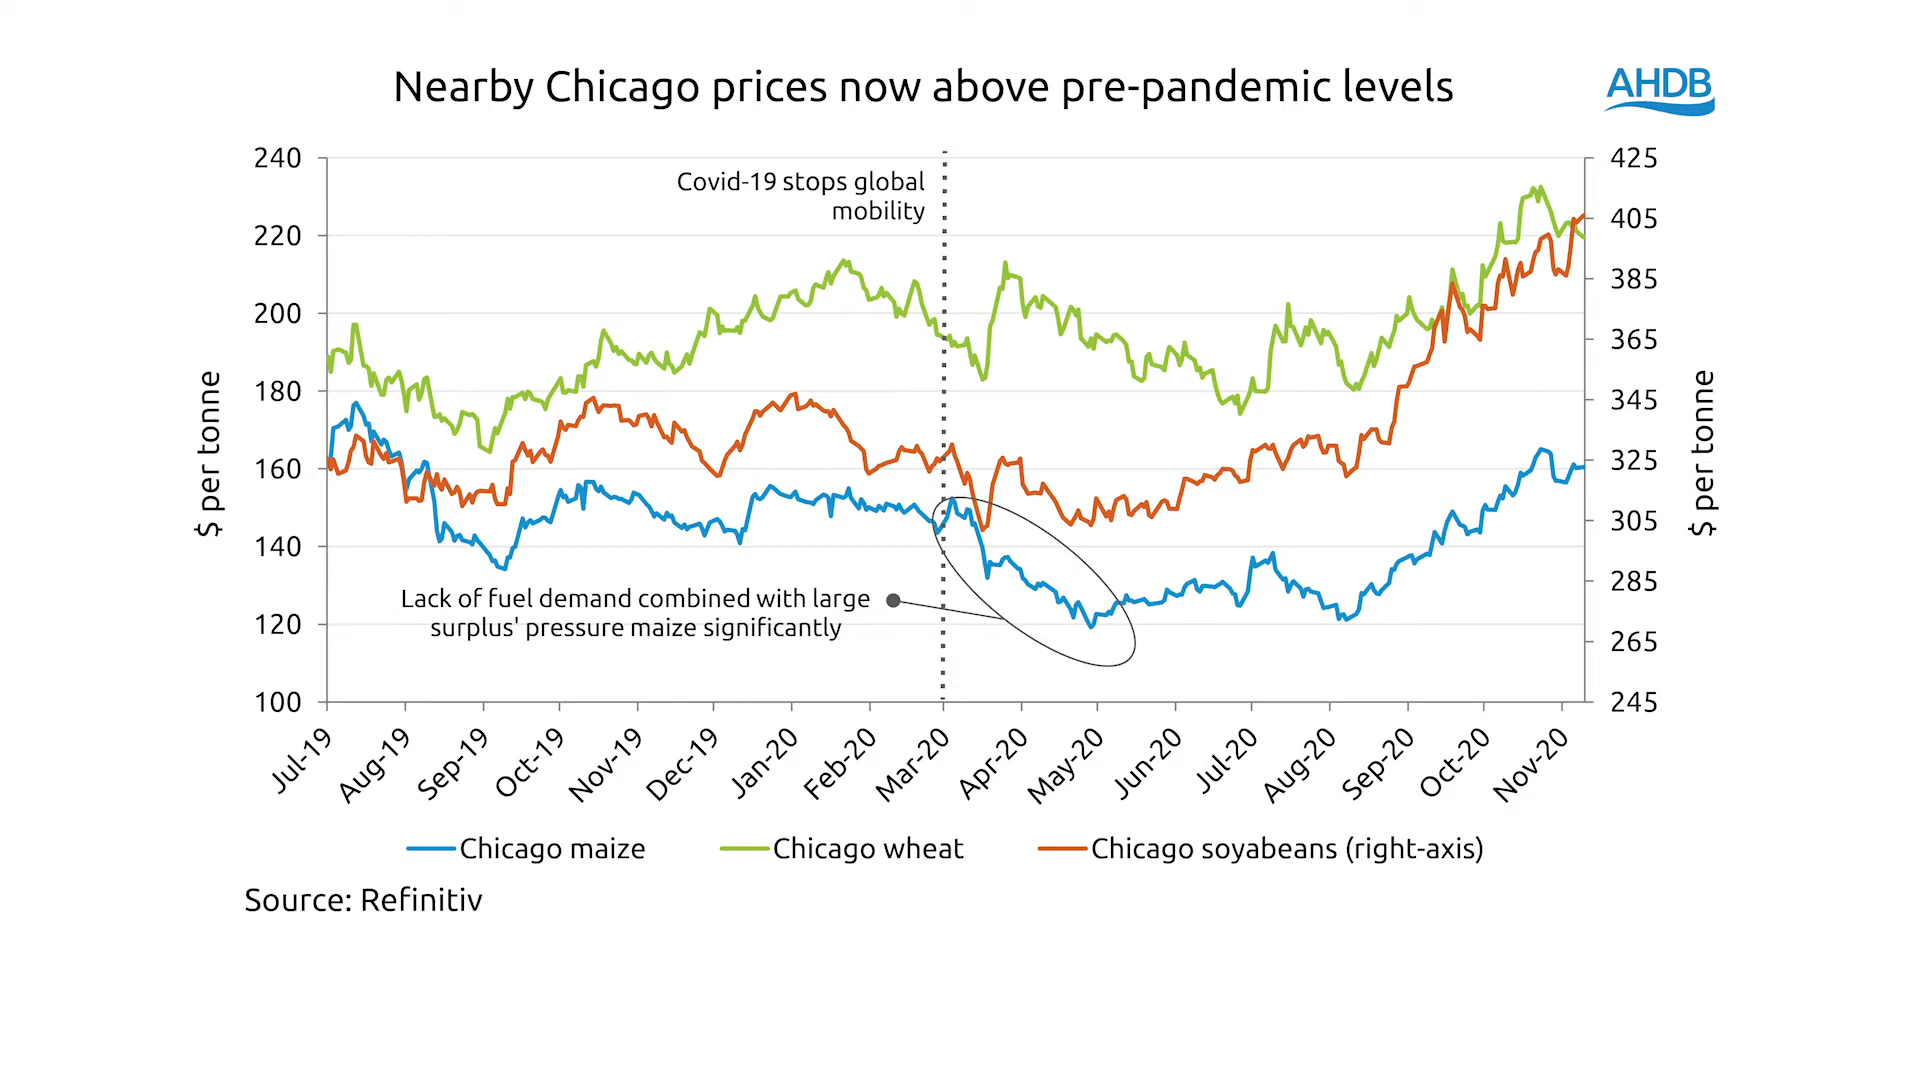 Nearby Chicago prices now above pre-pandemic levels
AHDB
$ per tonne
240
220
200
180
160
140
120
100
Covid-19 stops global
mobility
Lack of fuel demand combined with large
surplus' pressure maize significantly
425
405
385
365
345
325
305
285
265
245
$ per tonne
Jul-19
Aug-19
Sep-19
Oct-19
Nov-19
Dec-19
Jan-20
Feb-20
Mar-20
Apr-20
May-20
Jun-20
Jul-20
Aug-20
Sep-20
Oct-20
Nov-20
Chicago maize
Chicago wheat
Chicago soyabeans (right-axis)
Source: Refinitiv